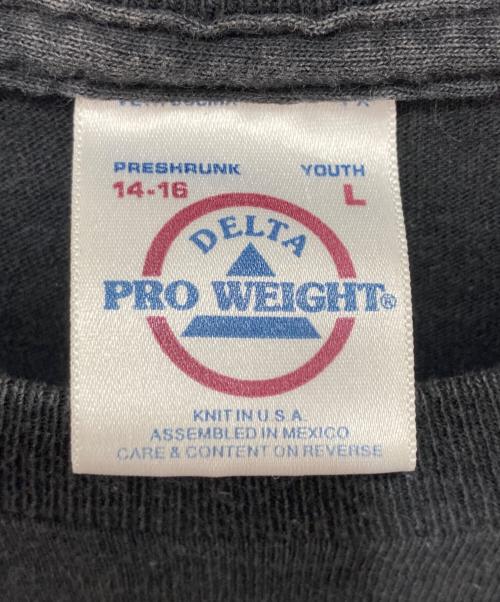 PRESHRUNK YOUTH
14-16 L
DELTA
PRO WEIGHT®
KNIT IN U.S.A.
ASSEMBLED IN MEXICO
CARE & CONTENT ON REVERSE